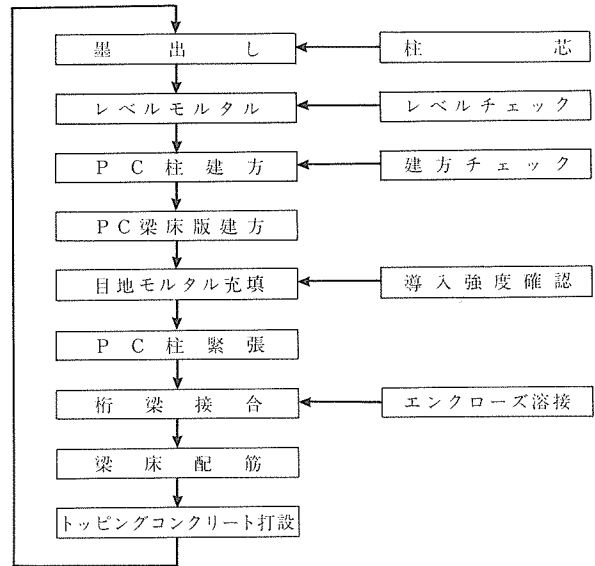 墨出し
柱芯
レベルモルタル
レベルチェック
PC柱建方
建方チェック
PC梁床版建方
目地モルタル充填
導入強度確認
PC柱緊張
桁梁接合
エンクローズ溶接
梁床配筋
トッピングコンクリート打設